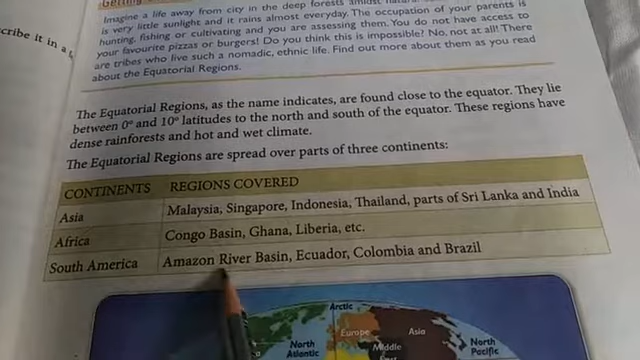 Getting
Imagine a life away from city in the deep forests amidst
is very little sunlight and it rains almost everyday. The occupation of your parents is
hunting, fishing or cultivating and you are assessing them. You do not have access to
your favourite pizzas or burgers! Do you think this is impossible? No, not at all! There
are tribes who live such a nomadic, ethnic life. Find out more about them as you read
about the Equatorial Regions.
scribe it in a
The Equatorial Regions, as the name indicates, are found close to the equator. They lie
between 0° and 10° latitudes to the north and south of the equator. These regions have
dense rainforests and hot and wet climate.
The Equatorial Regions are spread over parts of three continents:
CONTINENTS REGIONS COVERED
Asia Malaysia, Singapore, Indonesia, Thailand, parts of Sri Lanka and India
Africa Congo Basin, Ghana, Liberia, etc.
South America Amazon River Basin, Ecuador, Colombia and Brazil
Arctic
Europe Asia
North Atlantic
Middle
North Pacific